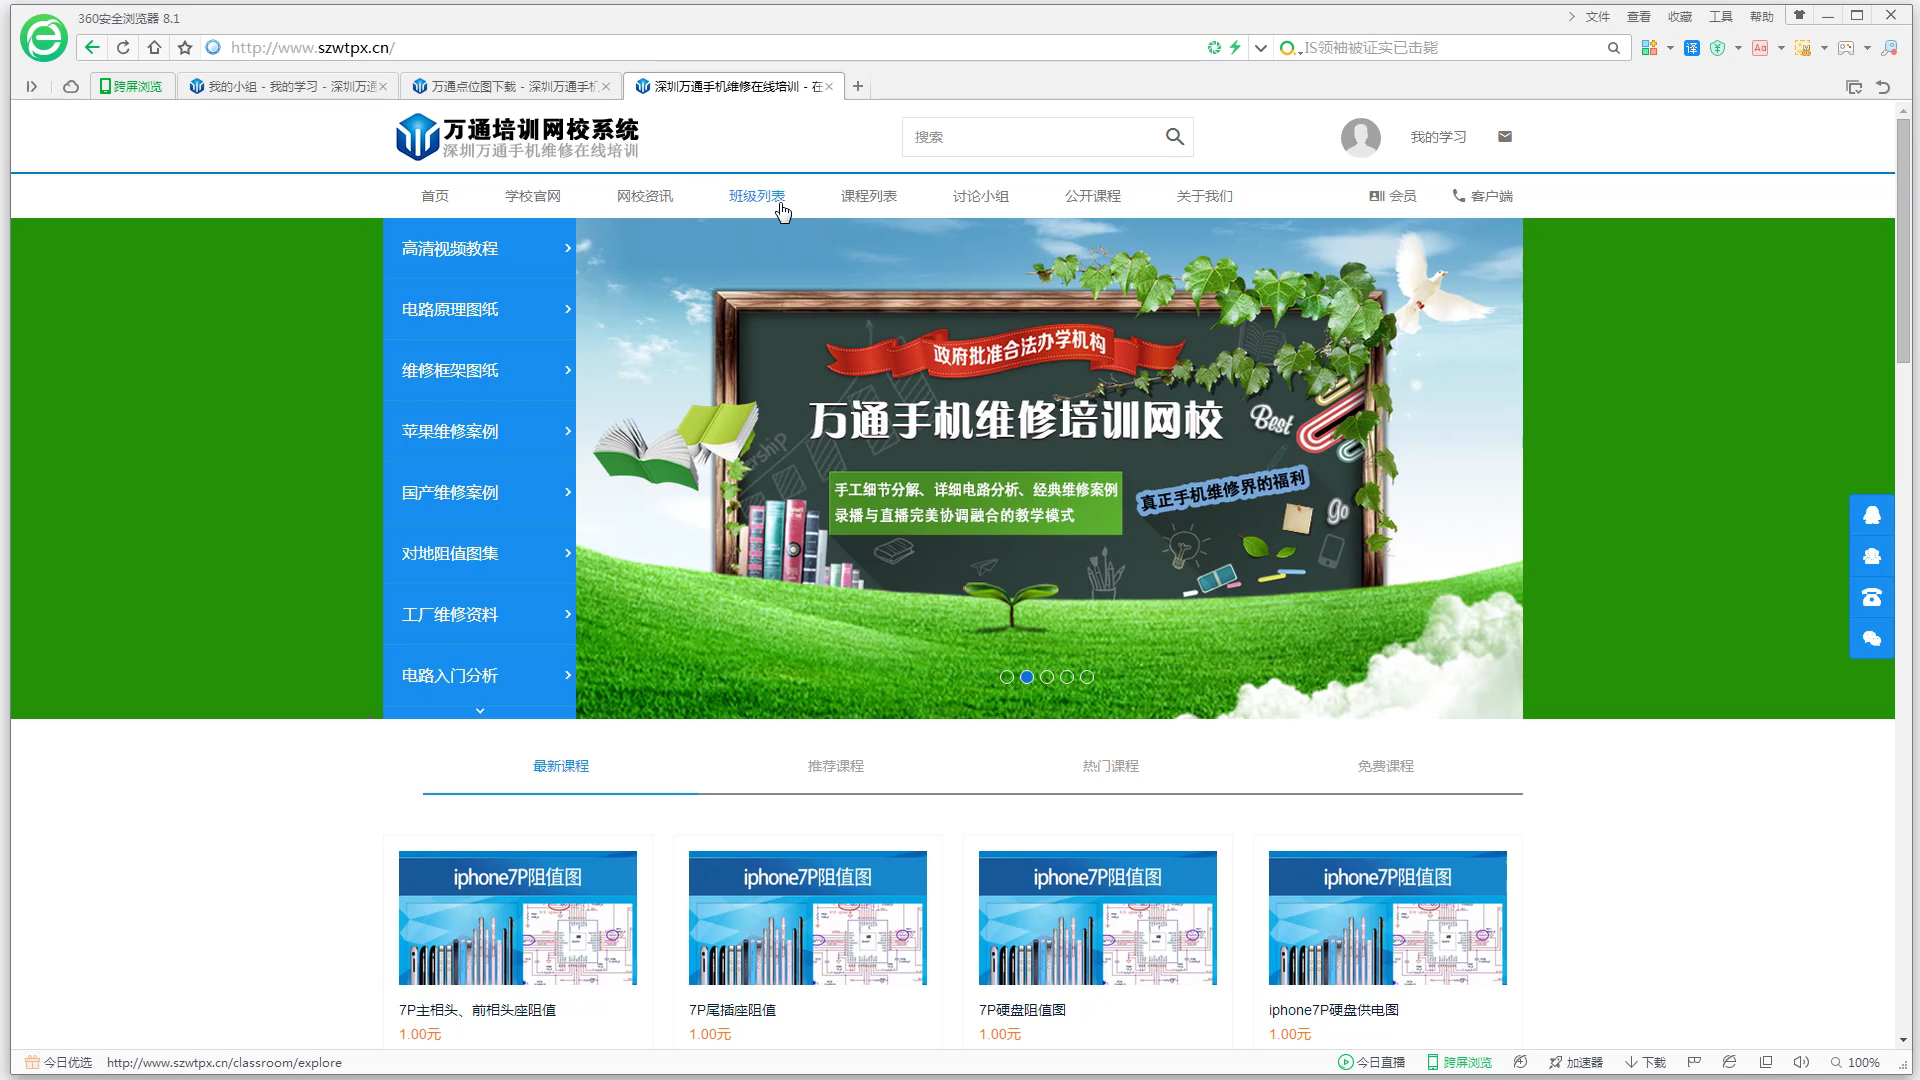 360安全浏览器 8.1
文件 查看 收藏 工具 帮助
http://www.szwtpx.cn/
IS领袖被证实已击毙
跨屏浏览
我的小组 - 我的学习 - 深圳万通
万通点位图下载 - 深圳万通手机
深圳万通手机维修在线培训 - 在
万通培训网校系统
深圳万通手机维修在线培训
搜索
我的学习
首页 学校官网 网校资讯 班级列表 课程列表 讨论小组 公开课程 关于我们 会员 客户端
高清视频教程
电路原理图纸
维修框架图纸
苹果维修案例
国产维修案例
对地阻值图集
工厂维修资料
电路入门分析
政府批准合法办学机构
万通手机维修培训网校
Best
手工细节分解、详细电路分析、经典维修案例
录播与直播完美协调融合的教学模式
真正手机维修界的福利
Go
最新课程 推荐课程 热门课程 免费课程
iphone7P阻值图
iphone7P阻值图
iphone7P阻值图
iphone7P阻值图
7P主相头、前相头座阻值
7P尾插座阻值
7P硬盘阻值图
iphone7P硬盘供电图
1.00元
1.00元
1.00元
1.00元
今日优选 http://www.szwtpx.cn/classroom/explore
今日直播 跨屏浏览 加速器 下载 100%